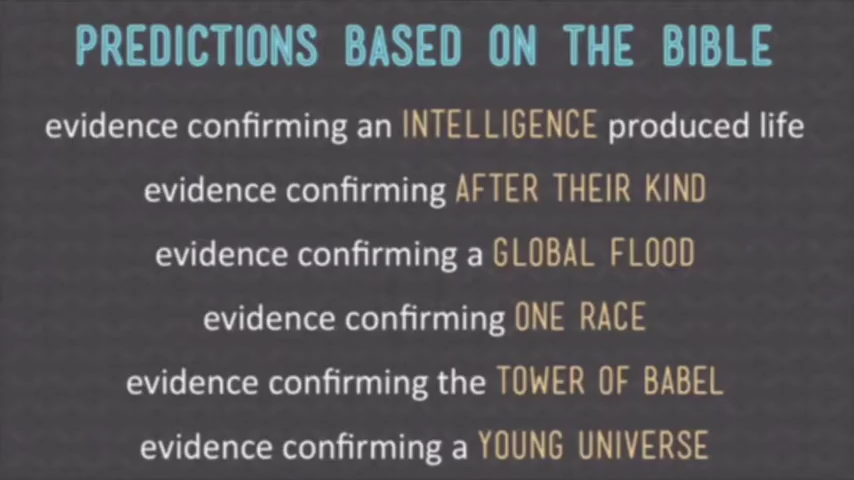 PREDICTIONS BASED ON THE BIBLE
evidence confirming an INTELLIGENCE produced life
evidence confirming AFTER THEIR KIND
evidence confirming a GLOBAL FLOOD
evidence confirming ONE RACE
evidence confirming the TOWER OF BABEL
evidence confirming a YOUNG UNIVERSE